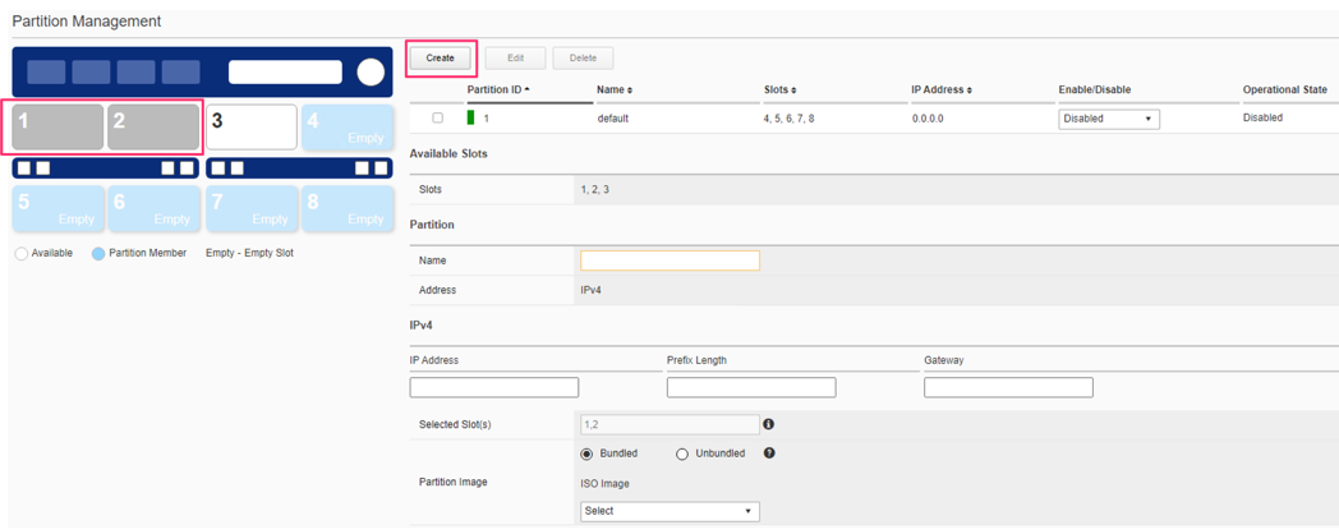 Partition Management
1
2
3
4
Empty
5
Empty
6
Empty
7
Empty
8
Empty
Available Partition Member Empty - Empty Slot
Create Edit Delete
Partition ID Name Slots IP Address Enable/Disable Operational State
1 default 4, 5, 6, 7, 8 0.0.0.0 Disabled Disabled
Available Slots
Slots 1, 2, 3
Partition
Name
Address IPv4
IPv4
IP Address Prefix Length Gateway
Selected Slot(s) 1,2
Bundled Unbundled
Partition Image ISO Image
Select